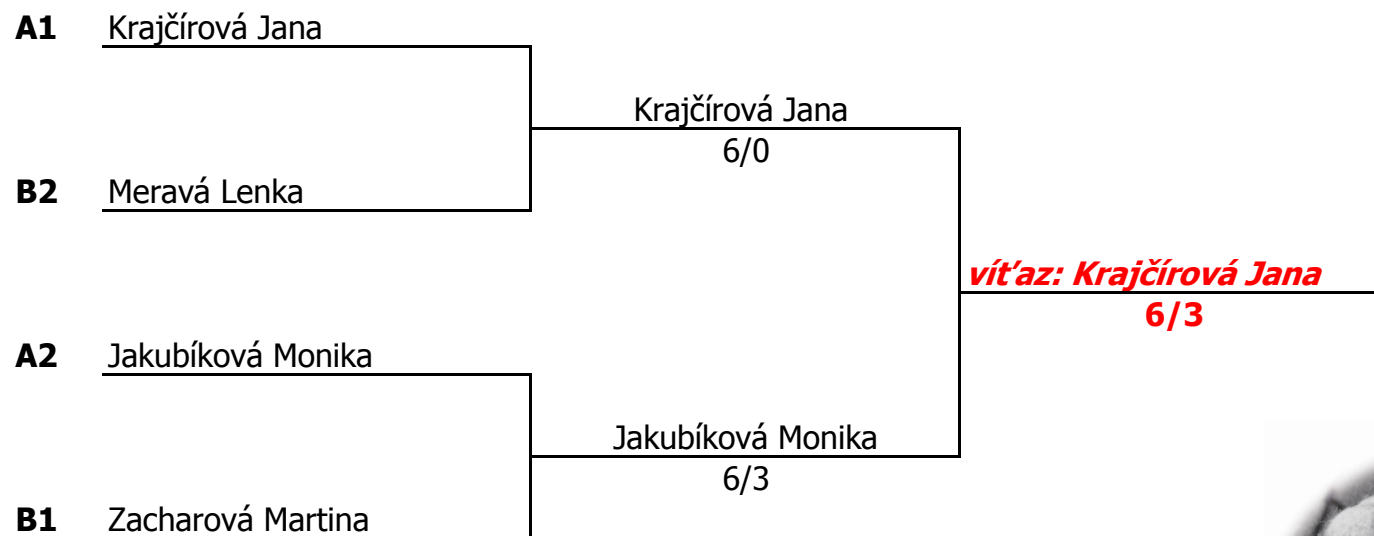 A1 Krajčírová Jana
Krajčírová Jana
6/0
B2 Meravá Lenka
víťaz: Krajčírová Jana
6/3
A2 Jakubíková Monika
Jakubíková Monika
6/3
B1 Zacharová Martina